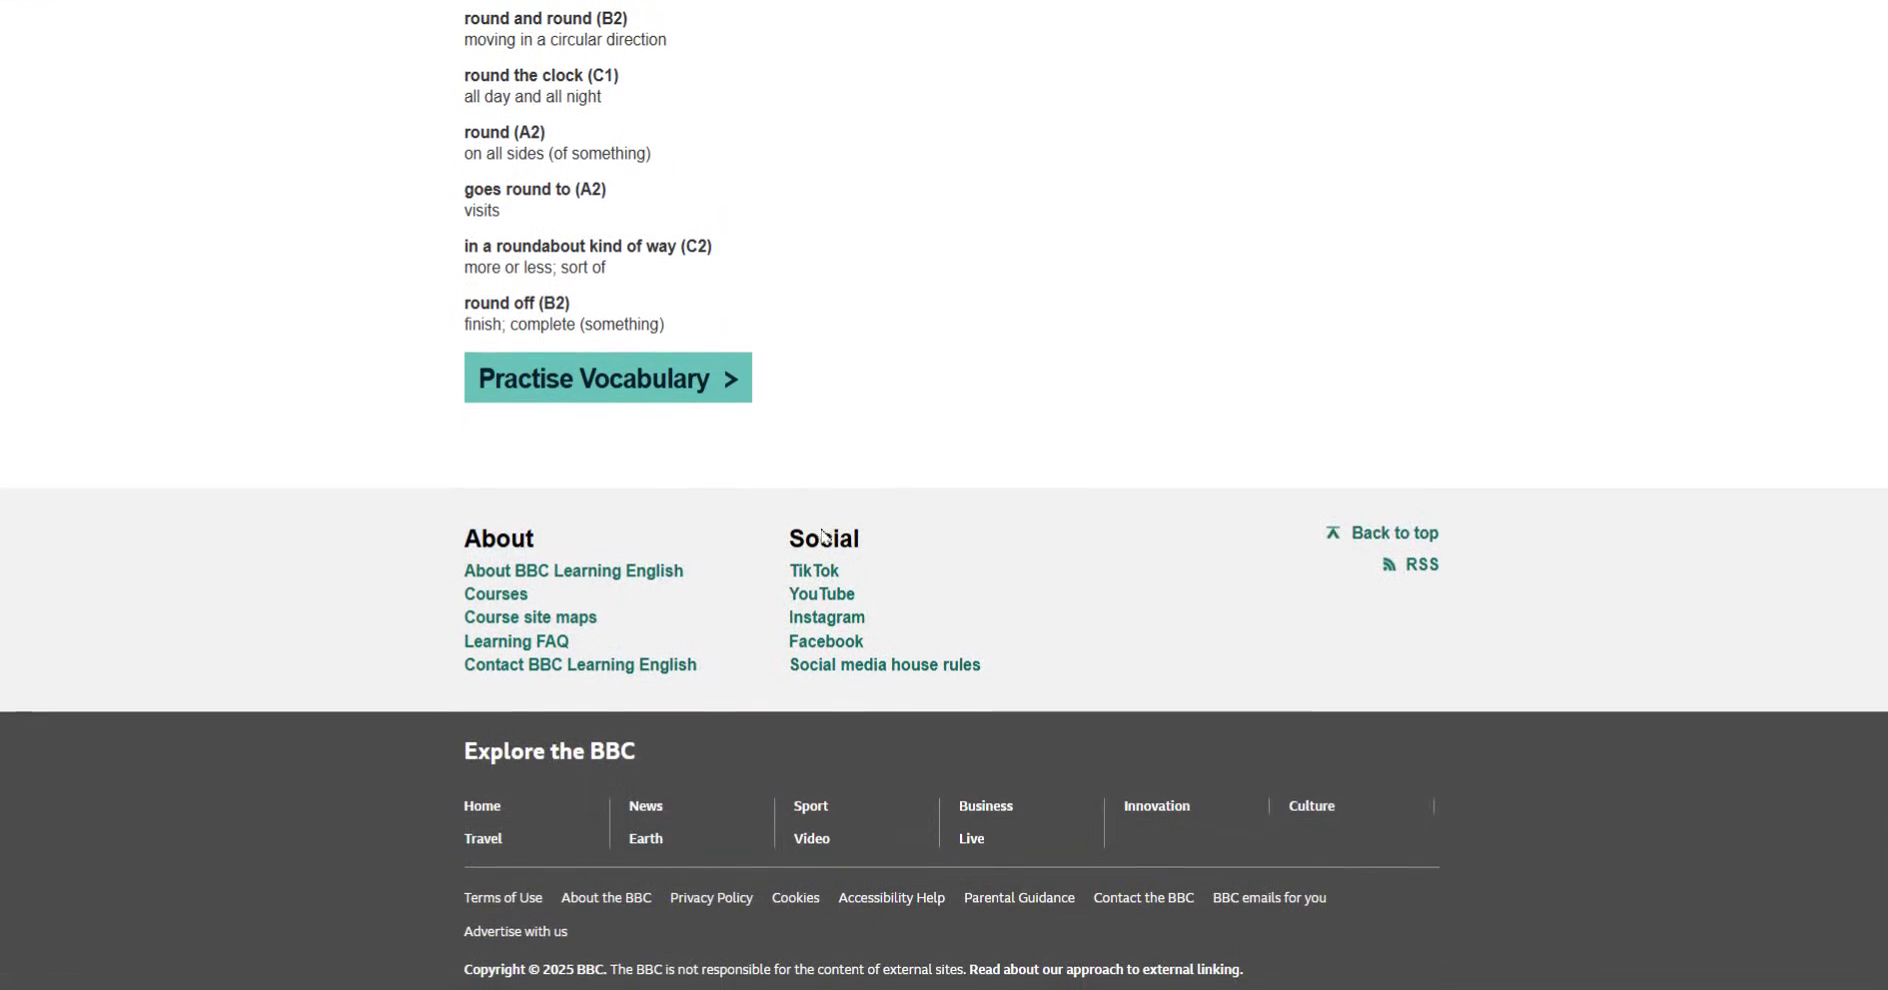 round and round (B2)
moving in a circular direction
round the clock (C1)
all day and all night
round (A2)
on all sides (of something)
goes round to (A2)
visits
in a roundabout kind of way (C2)
more or less; sort of
round off (B2)
finish; complete (something)
Practise Vocabulary >
About
About BBC Learning English
Courses
Course site maps
Learning FAQ
Contact BBC Learning English
Social
TikTok
YouTube
Instagram
Facebook
Social media house rules
Back to top
RSS
Explore the BBC
Home News Sport Business Innovation Culture
Travel Earth Video Live
Terms of Use About the BBC Privacy Policy Cookies Accessibility Help Parental Guidance Contact the BBC BBC emails for you
Advertise with us
Copyright © 2025 BBC. The BBC is not responsible for the content of external sites. Read about our approach to external linking.